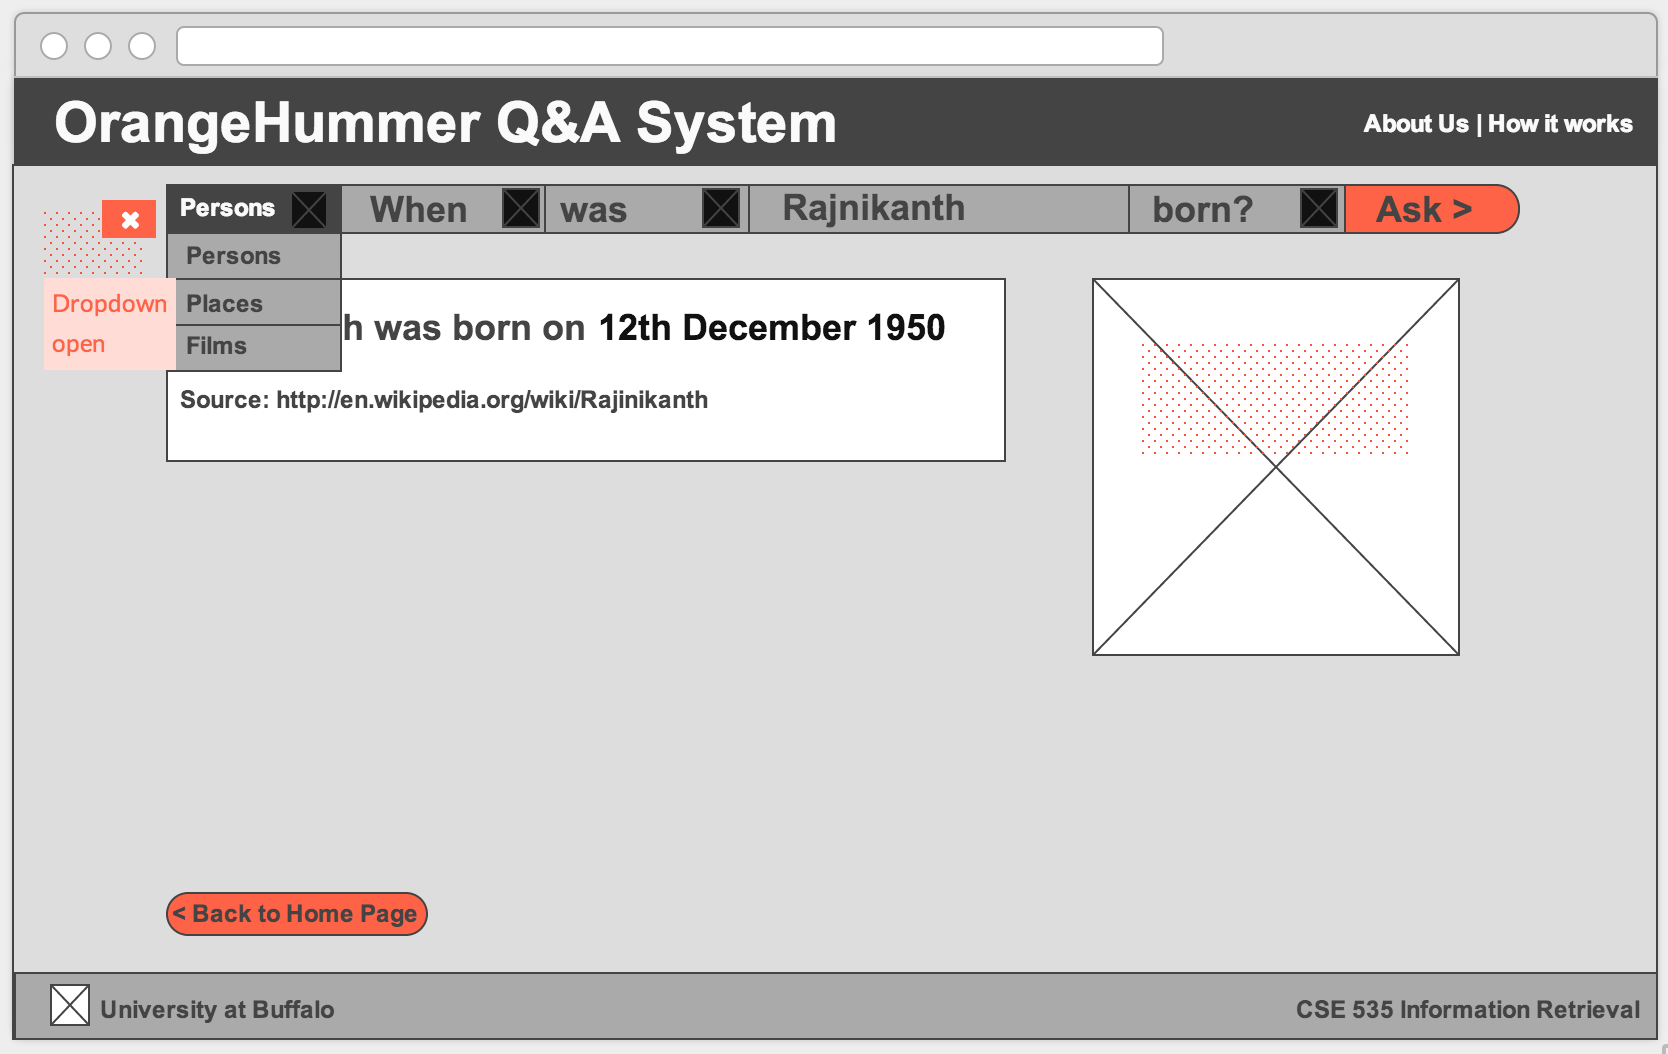 OrangeHummer Q&A System
About Us | How it works
Persons When was Rajnikanth born? Ask >
Persons
Places
Films
Dropdown
open
h was born on 12th December 1950
Source: http://en.wikipedia.org/wiki/Rajinikanth
< Back to Home Page
University at Buffalo
CSE 535 Information Retrieval